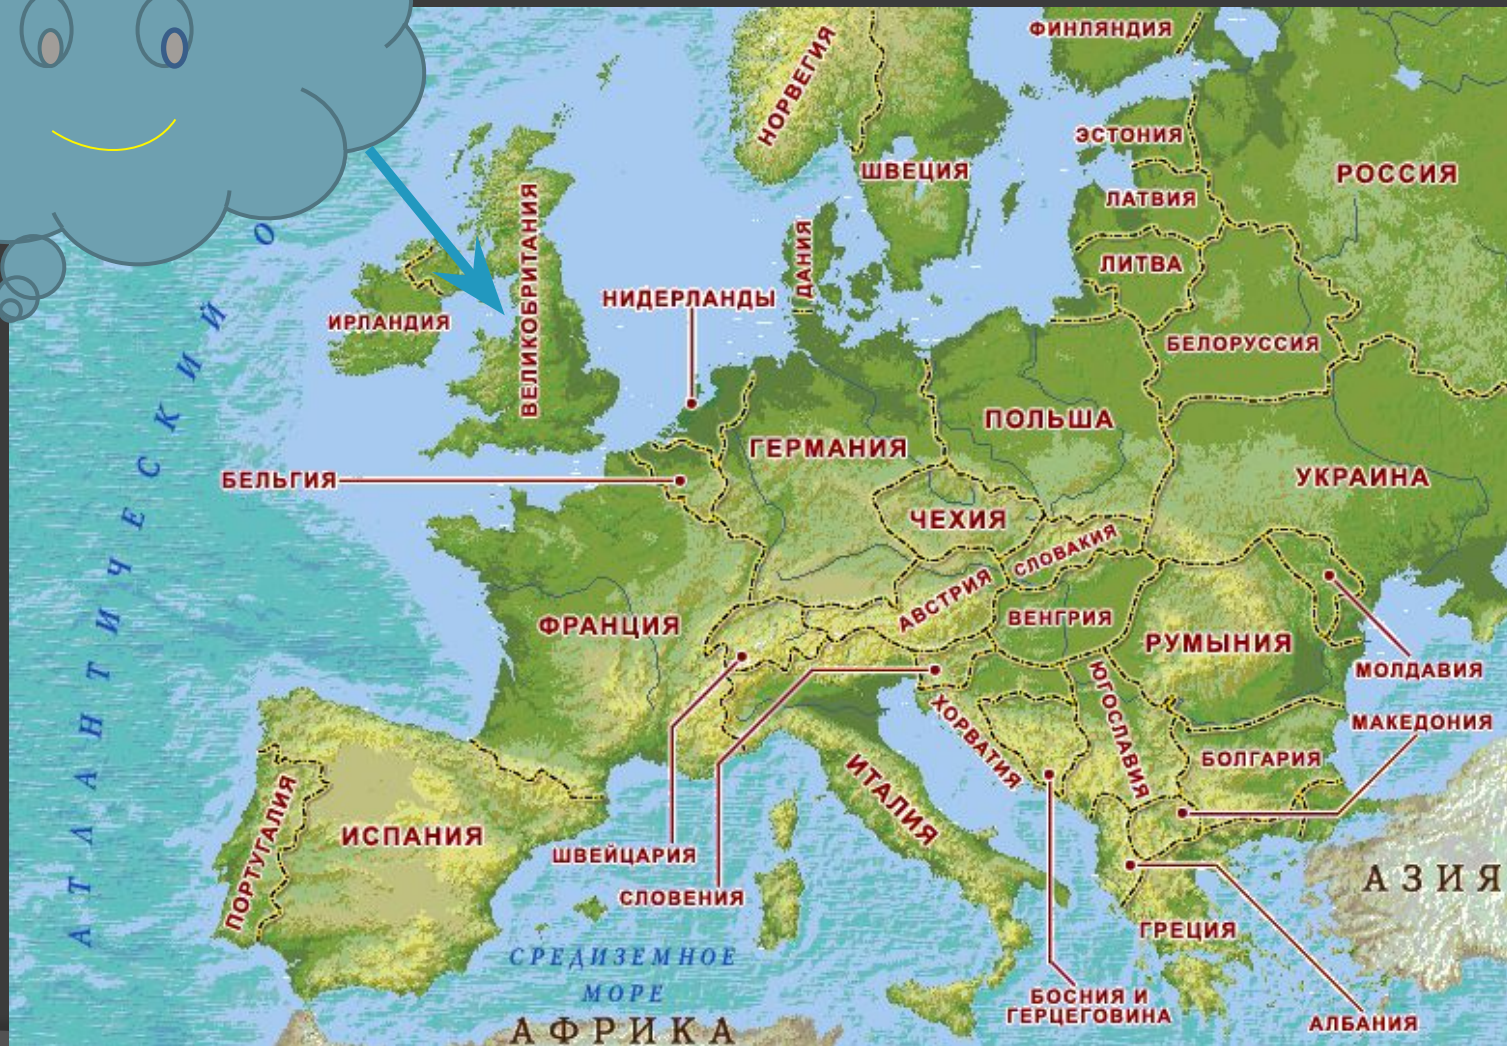 ФИНЛЯНДИЯ
НОРВЕГИЯ
ЭСТОНИЯ
ШВЕЦИЯ
РОССИЯ
ЛАТВИЯ
ВЕЛИКОБРИТАНИЯ
ДАНИЯ
ЛИТВА
НИДЕРЛАНДЫ
ИРЛАНДИЯ
БЕЛОРУССИЯ
ПОЛЬША
ГЕРМАНИЯ
БЕЛЬГИЯ
УКРАИНА
ЧЕХИЯ
СЛОВАКИЯ
АВСТРИЯ
ВЕНГРИЯ
ФРАНЦИЯ
РУМЫНИЯ
МОЛДАВИЯ
ЮГОСЛАВИЯ
ХОРВАТИЯ
МАКЕДОНИЯ
БОЛГАРИЯ
ИТАЛИЯ
ИСПАНИЯ
ПОРТУГАЛИЯ
ШВЕЙЦАРИЯ
СЛОВЕНИЯ
АЗИЯ
ГРЕЦИЯ
СРЕДИЗЕМНОЕ
МОРЕ
БОСНИЯ И
ГЕРЦЕГОВИНА
АЛБАНИЯ
АФРИКА
АТЛАНТИЧЕСКИЙ О